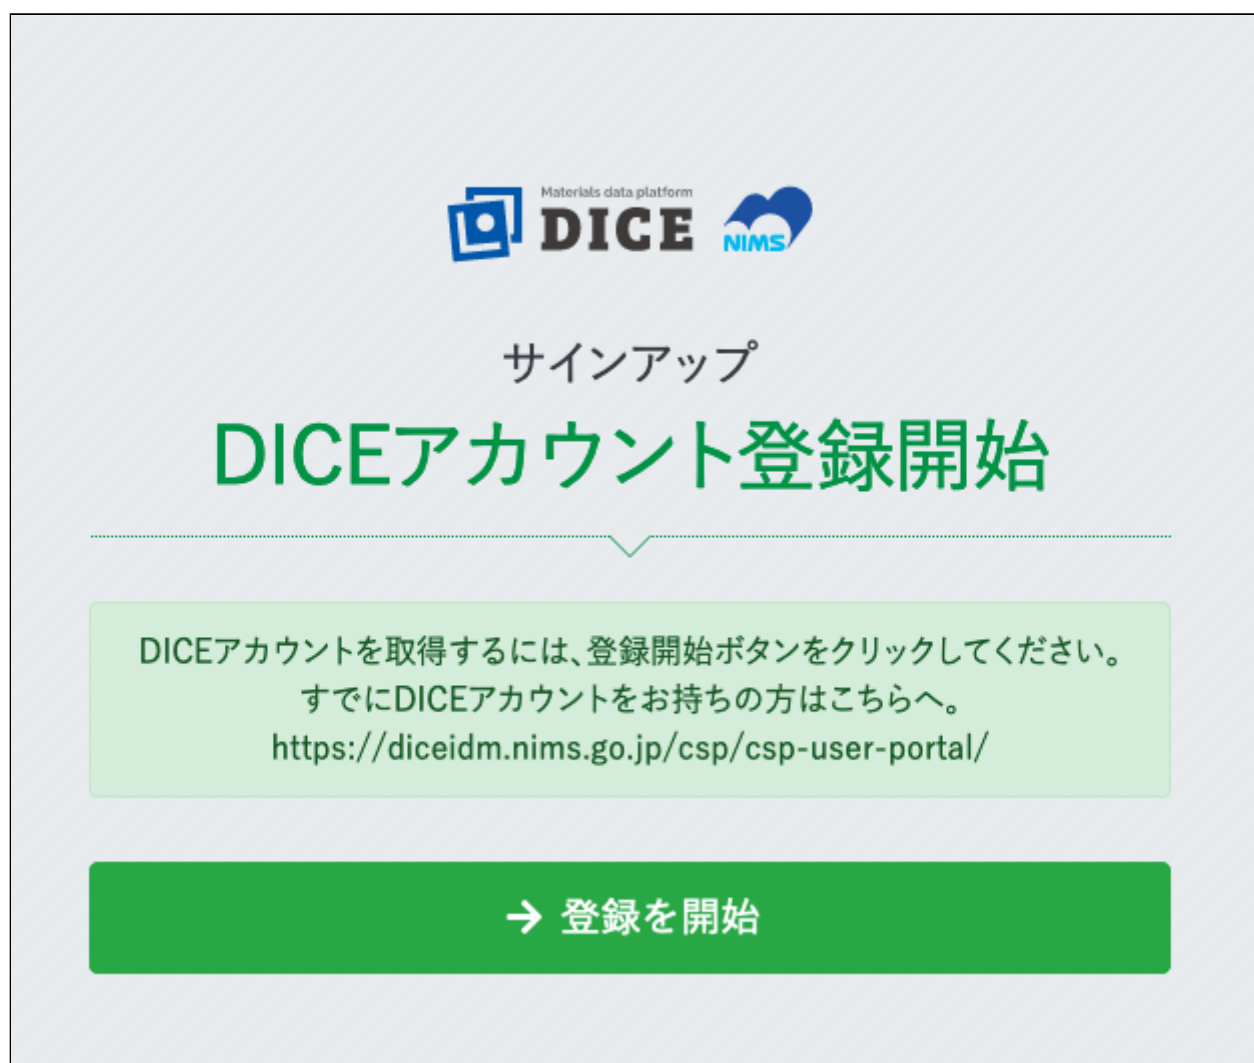 Materials data platform
DICE
NIMS
サインアップ
DICEアカウント登録開始
DICEアカウントを取得するには、登録開始ボタンをクリックしてください。
すでにDICEアカウントをお持ちの方はこちらへ。
https://diceidm.nims.go.jp/csp/csp-user-portal/
→ 登録を開始